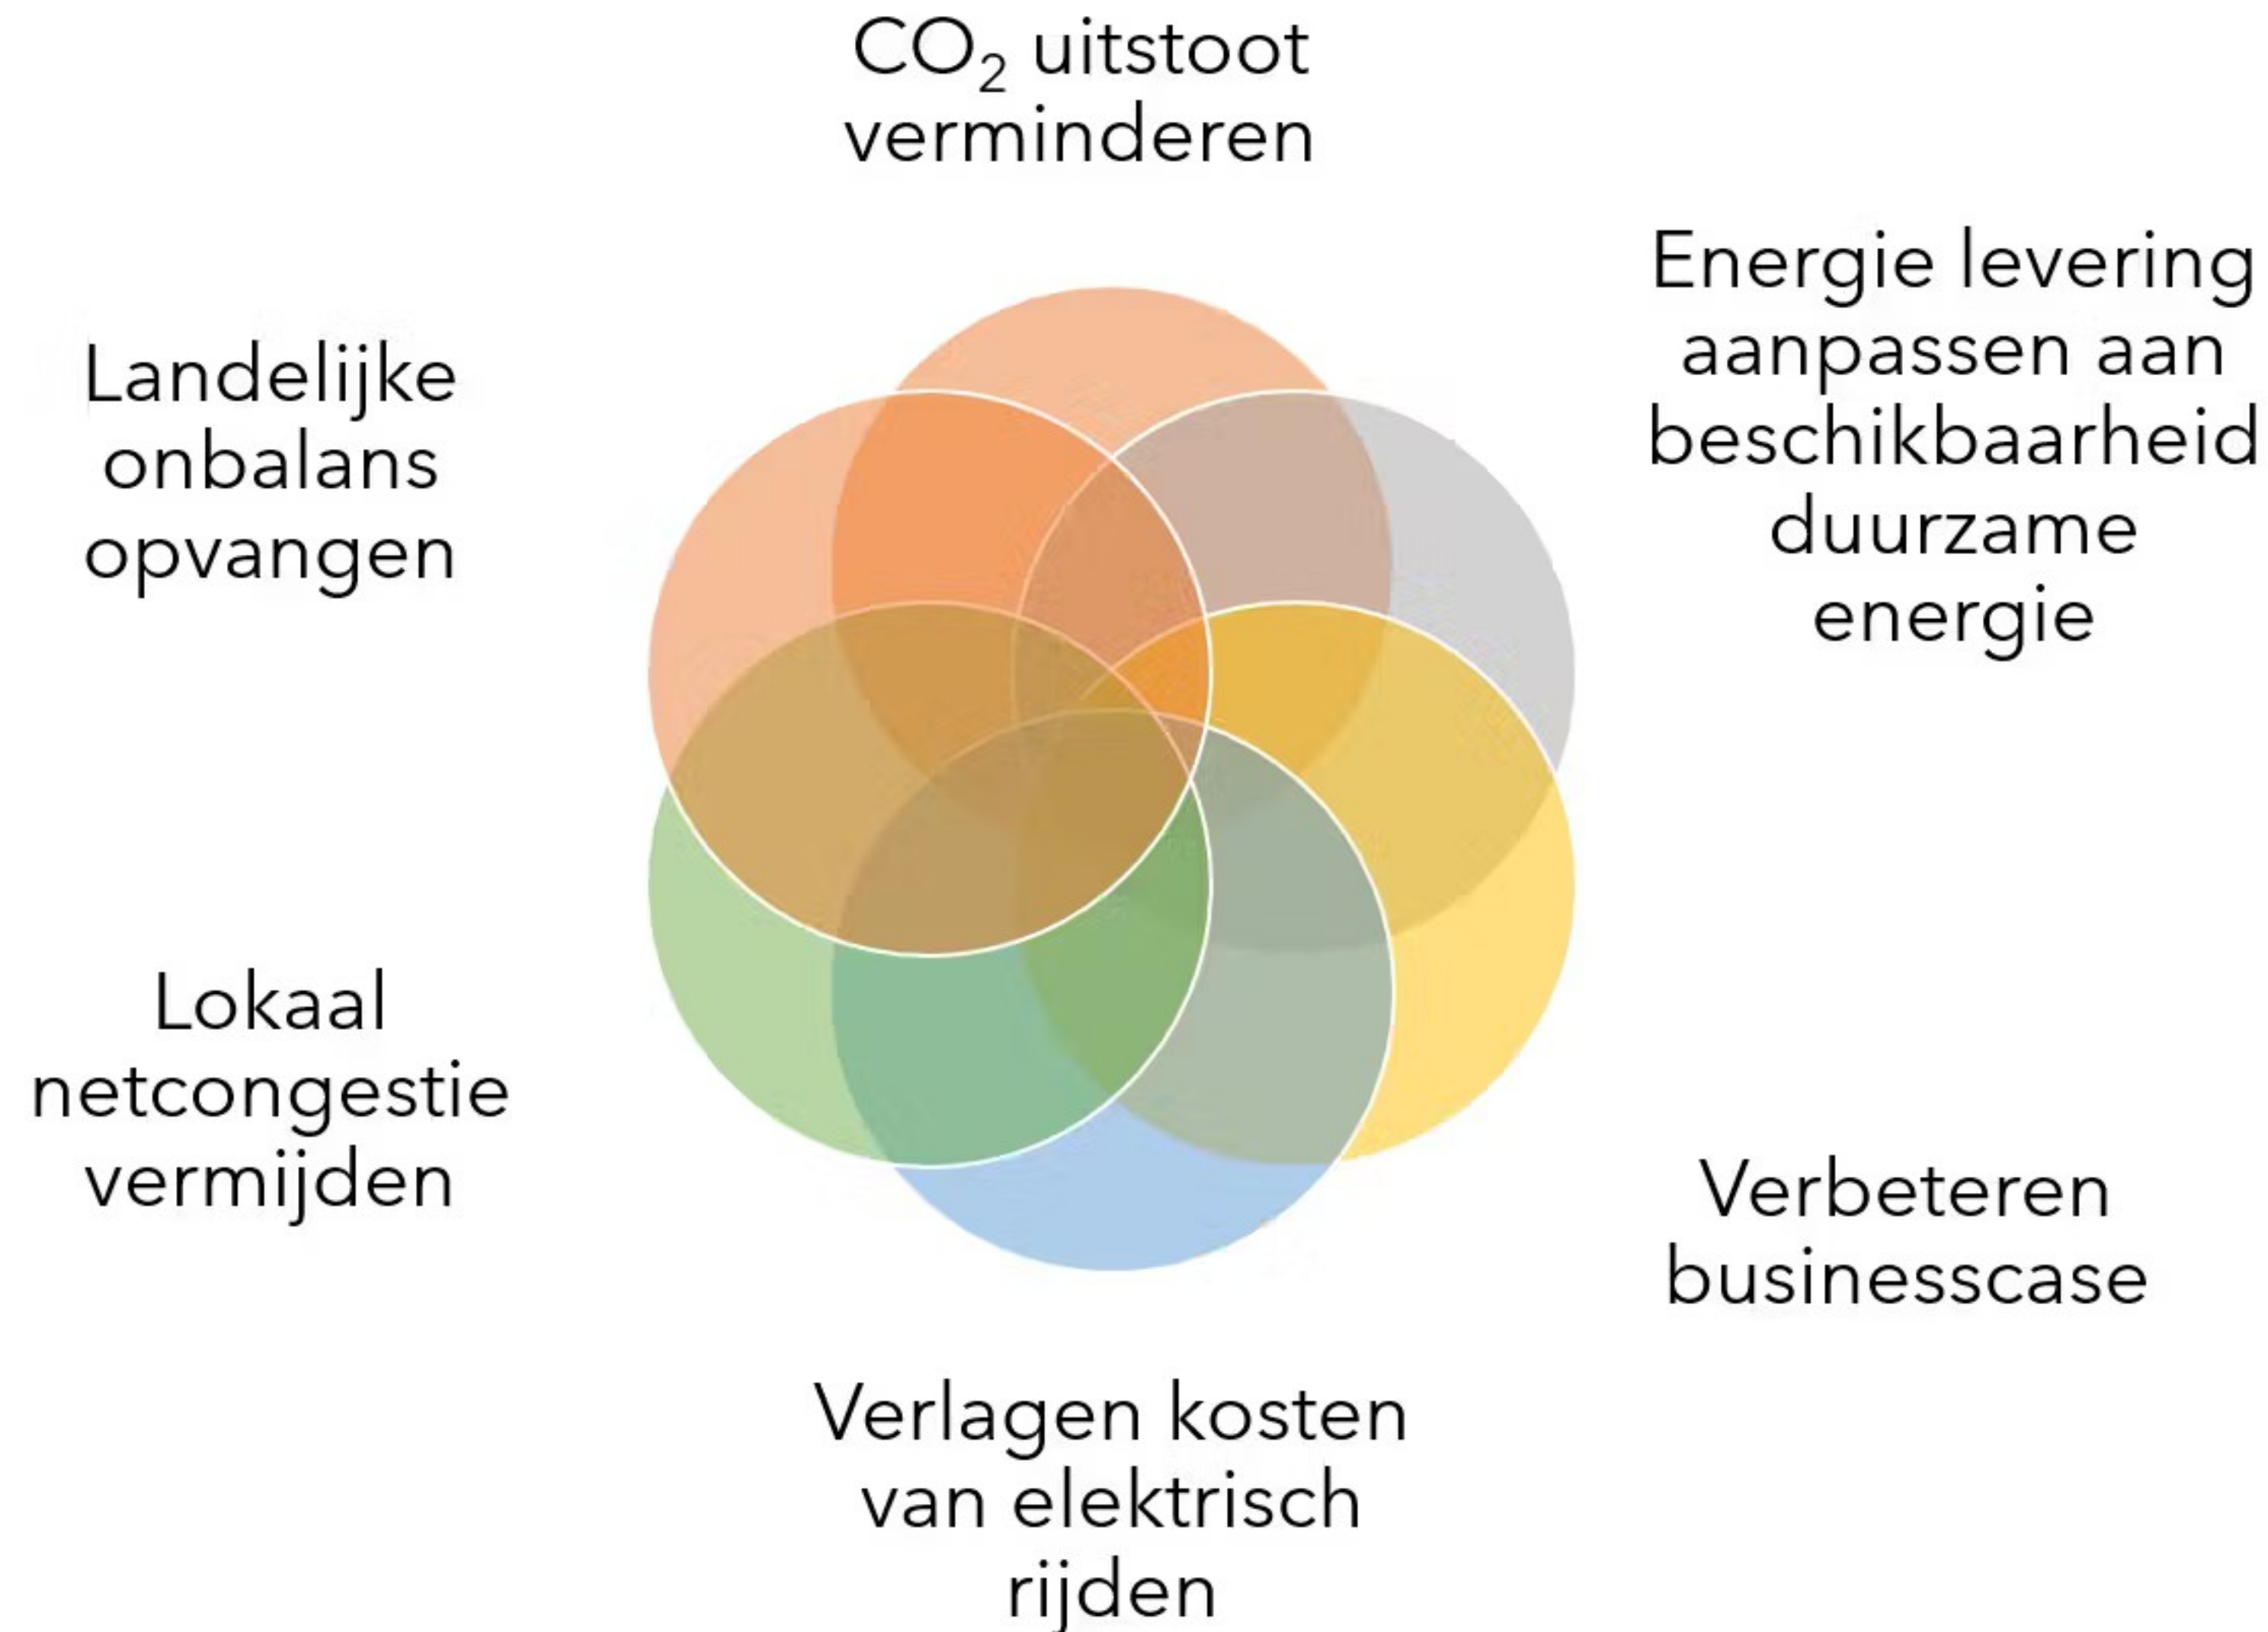 CO₂ uitstoot
verminderen
Energie levering
aanpassen aan
beschikbaarheid
duurzame
energie
Landelijke
onbalans
opvangen
Lokaal
netcongestie
vermijden
Verbeteren
businesscase
Verlagen kosten
van elektrisch
rijden